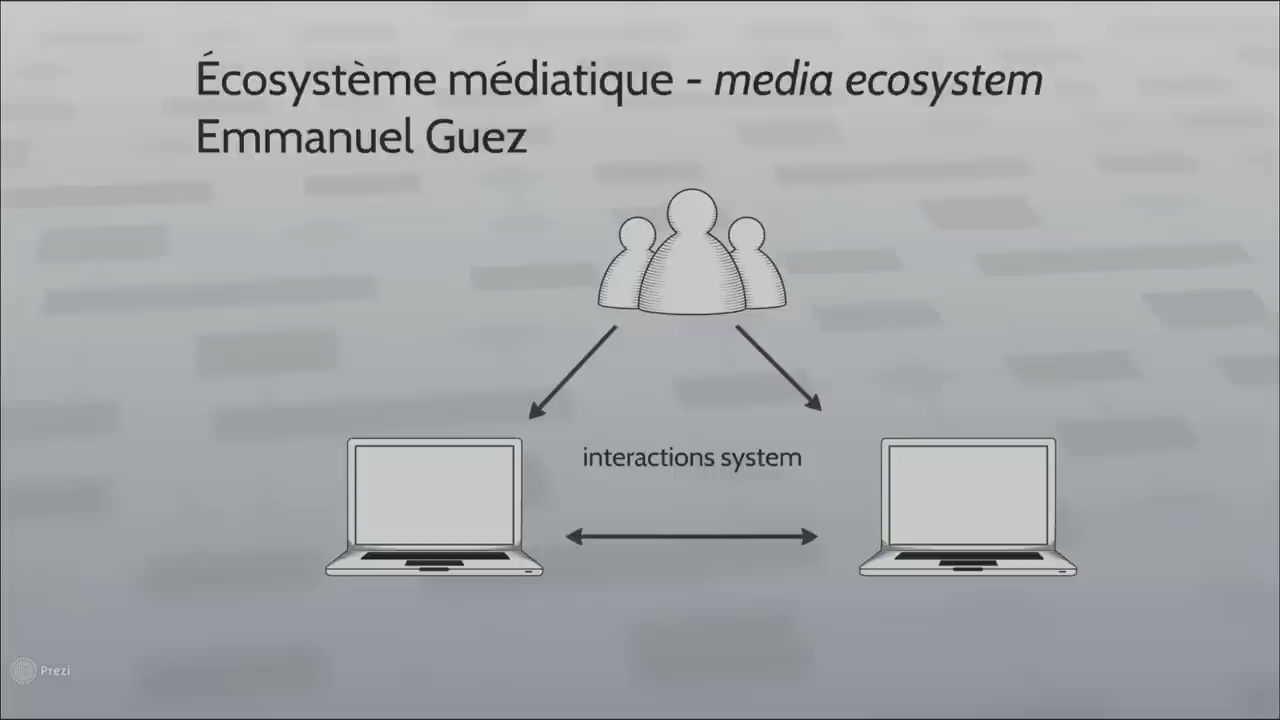 Écosystème médiatique - media ecosystem
Emmanuel Guez
interactions system
Prezi